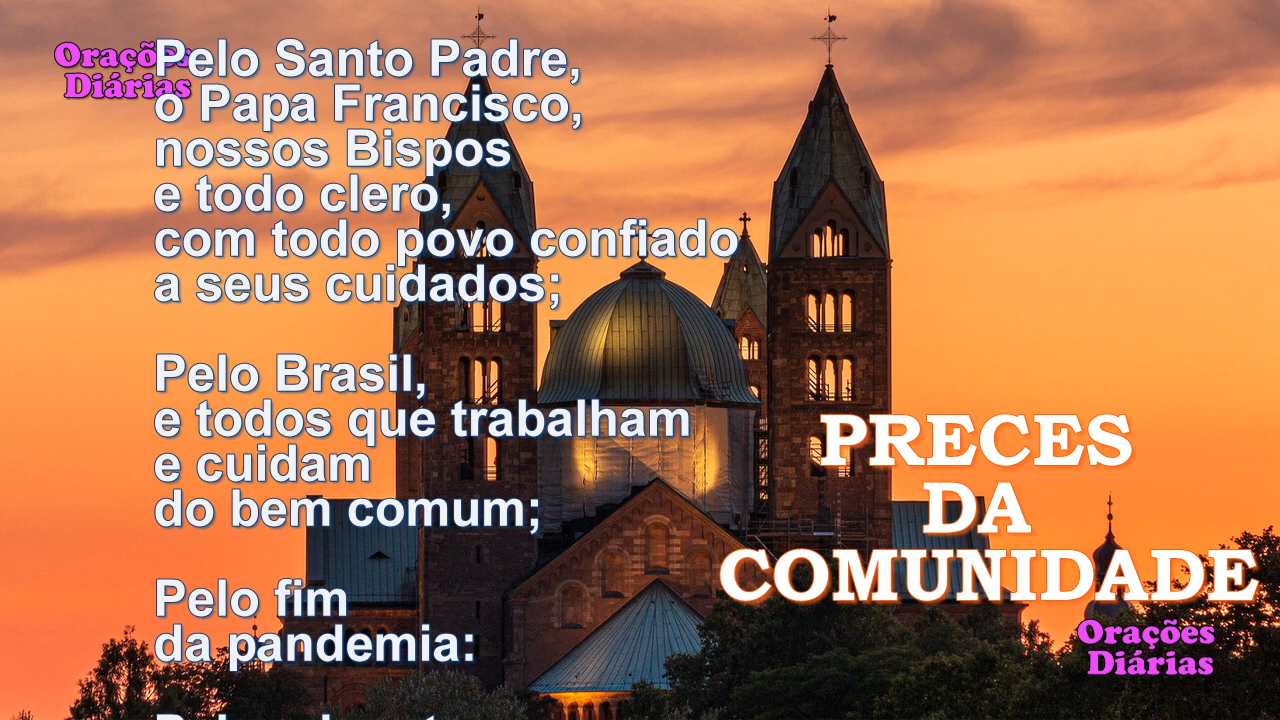 Orações
Diárias
Pelo Santo Padre,
o Papa Francisco,
nossos Bispos
e todo clero,
com todo povo confiado
a seus cuidados;
Pelo Brasil,
e todos que trabalham
e cuidam
do bem comum;
Pelo fim
da pandemia:
PRECES
DA
COMUNIDADE
Orações
Diárias